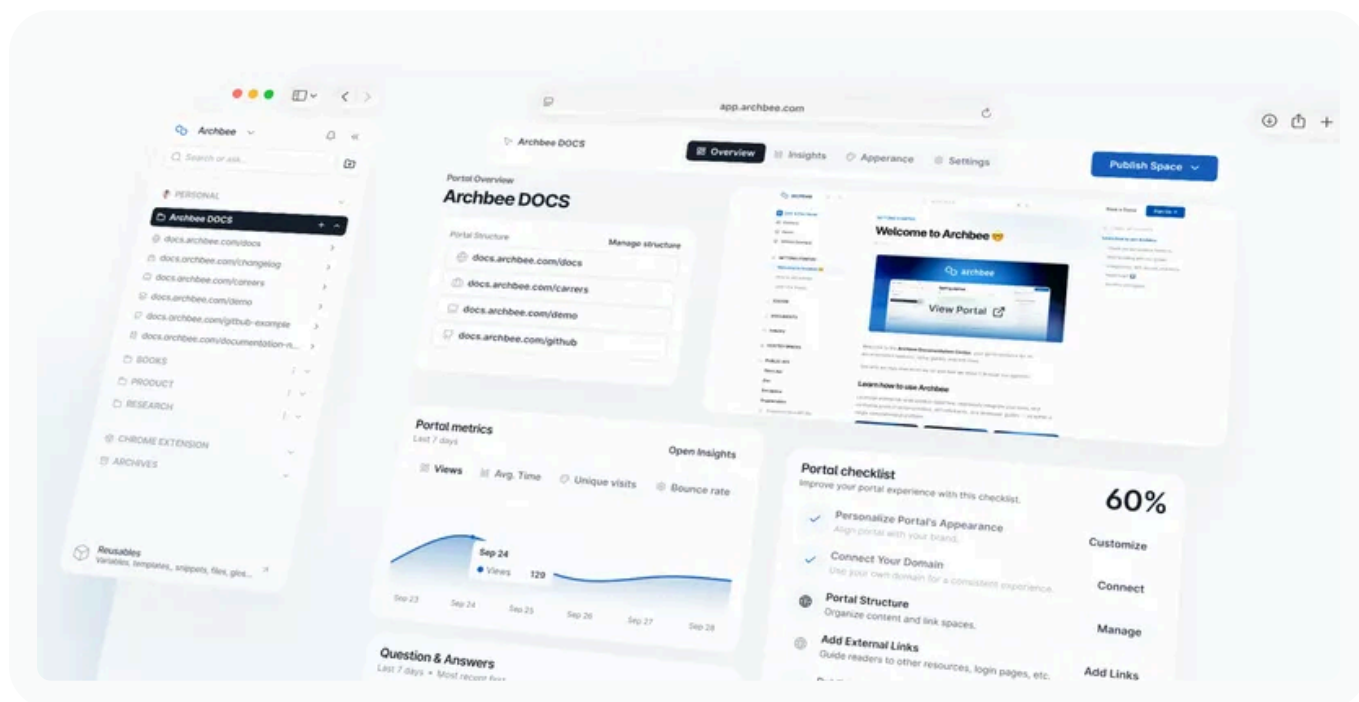 app.archbee.com
Archbee
Search or ask...
PERSONAL
Archbee DOCS
docs.archbee.com/docs
docs.archbee.com/changelog
docs.archbee.com/careers
docs.archbee.com/demo
docs.archbee.com/github-example
docs.archbee.com/documentation-n...
BOOKS
PRODUCT
RESEARCH
CHROME EXTENSION
ARCHIVES
Reusables
Variables, templates, snippets, files, glos...
Archbee DOCS
Overview
Insights
Apperance
Settings
Publish Space
Portal Overview
Archbee DOCS
Portal Structure
Manage structure
docs.archbee.com/docs
docs.archbee.com/carrers
docs.archbee.com/demo
docs.archbee.com/github
Welcome to Archbee 🤓
archbee
View Portal
Learn how to use Archbee
Portal metrics
Last 7 days
Open Insights
Views
Avg. Time
Unique visits
Bounce rate
Sep 24
Views 129
Sep 23
Sep 24
Sep 25
Sep 26
Sep 27
Sep 28
Question & Answers
Last 7 days • Most recent first
Portal checklist
Improve your portal experience with this checklist.
60%
Personalize Portal's Appearance
Align portal with your brand.
Customize
Connect Your Domain
Use your own domain for a consistent experience.
Connect
Portal Structure
Organize content and link spaces.
Manage
Add External Links
Guide readers to other resources, login pages, etc.
Add Links